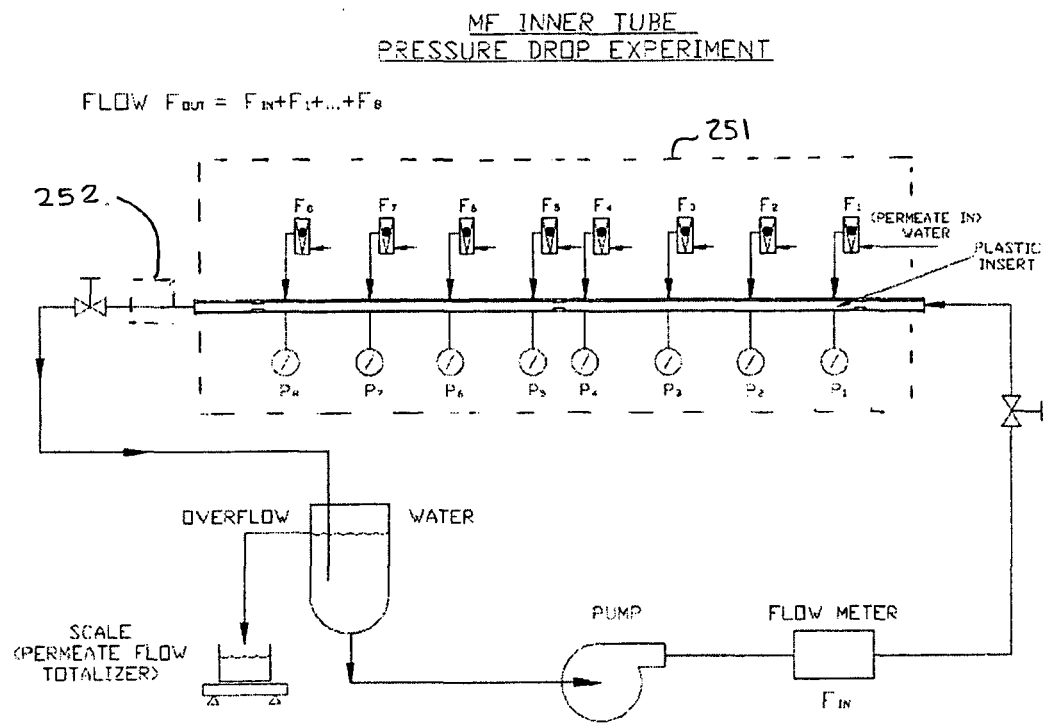 MF INNER TUBE
PRESSURE DROP EXPERIMENT
FLOW FOUT = FIN+F1+...+F8
251
252
F8 F7 F6 F5 F4 F3 F2 F1
(PERMEATE IN)
WATER
PLASTIC
INSERT
P8 P7 P6 P5 P4 P3 P2 P1
OVERFLOW
WATER
PUMP
FLOW METER
SCALE
(PERMEATE FLOW
TOTALIZER)
FIN